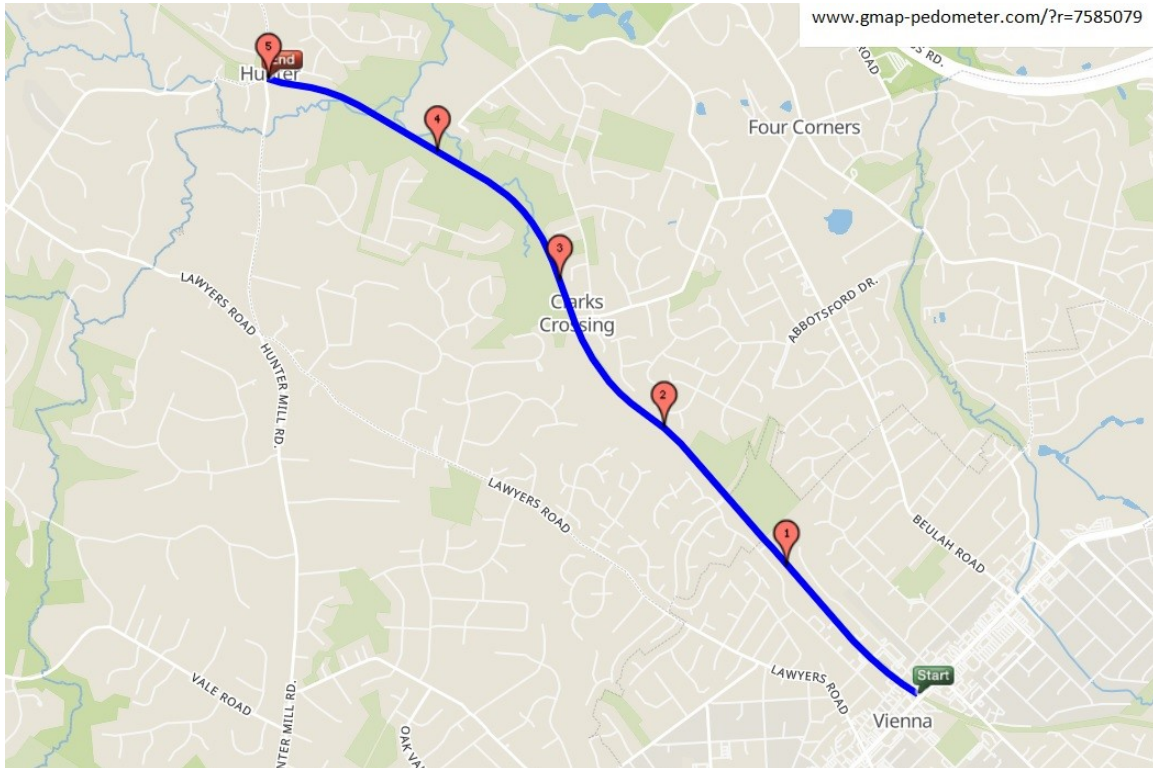 www.gmap-pedometer.com/?r=7585079
RD.
ROAD
5
End
Hunter
4
Four Corners
3
LAWYERS ROAD
Clarks
Crossing
ABBOTSFORD DR.
HUNTER MILL RD.
2
LAWYERS ROAD
1
BEULAH ROAD
Start
LAWYERS ROAD
VALE ROAD
Vienna
HUNTER MILL RD.
OAK VAL